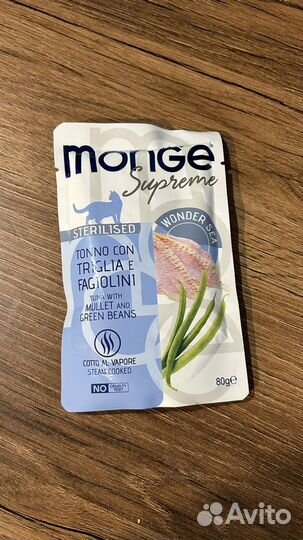 MONGE
Supreme
STERILISED
WONDER SEA
TONNO CON
TRIGLIA E
FAGIOLINI
TUNA WITH
MULLET AND
GREEN BEANS
COTTO AL VAPORE
STEAM COOKED
NO CRUELTY
TEST
80g℮
Avito